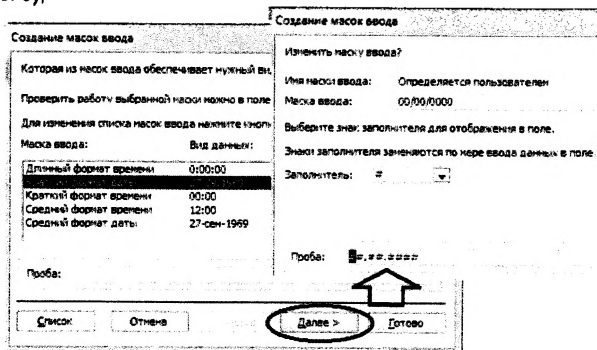 Создание масок ввода
Которая из масок ввода обеспечивает нужный ви
Проверить работу выбранной маски можно в поле
Для изменения списка масок ввода нажмите кнопк
Маска ввода: Вид данных:
Длинный формат времени 0:00:00
Краткий формат времени 00:00
Средний формат времени 12:00
Средний формат даты 27-сен-1969
Проба:
Список Отмена Далее > Готово
Создание масок ввода
Изменить маску ввода?
Имя маски ввода: Определяется пользователем
Маска ввода: 00/00/0000
Выберите знак заполнителя для отображения в поле.
Знаки заполнителя заменяются по мере ввода данных в поле
Заполнитель: #
Проба: ##.##.####